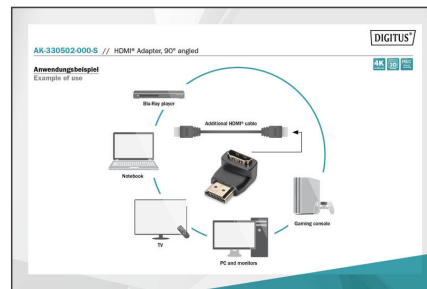 DIGITUS®
AK-330502-000-S // HDMI® Adapter, 90° angled
4K
3D
Anwendungsbeispiel
Example of use
Blu-Ray player
Additional HDMI® cable
Notebook
Gaming console
TV
PC and monitors